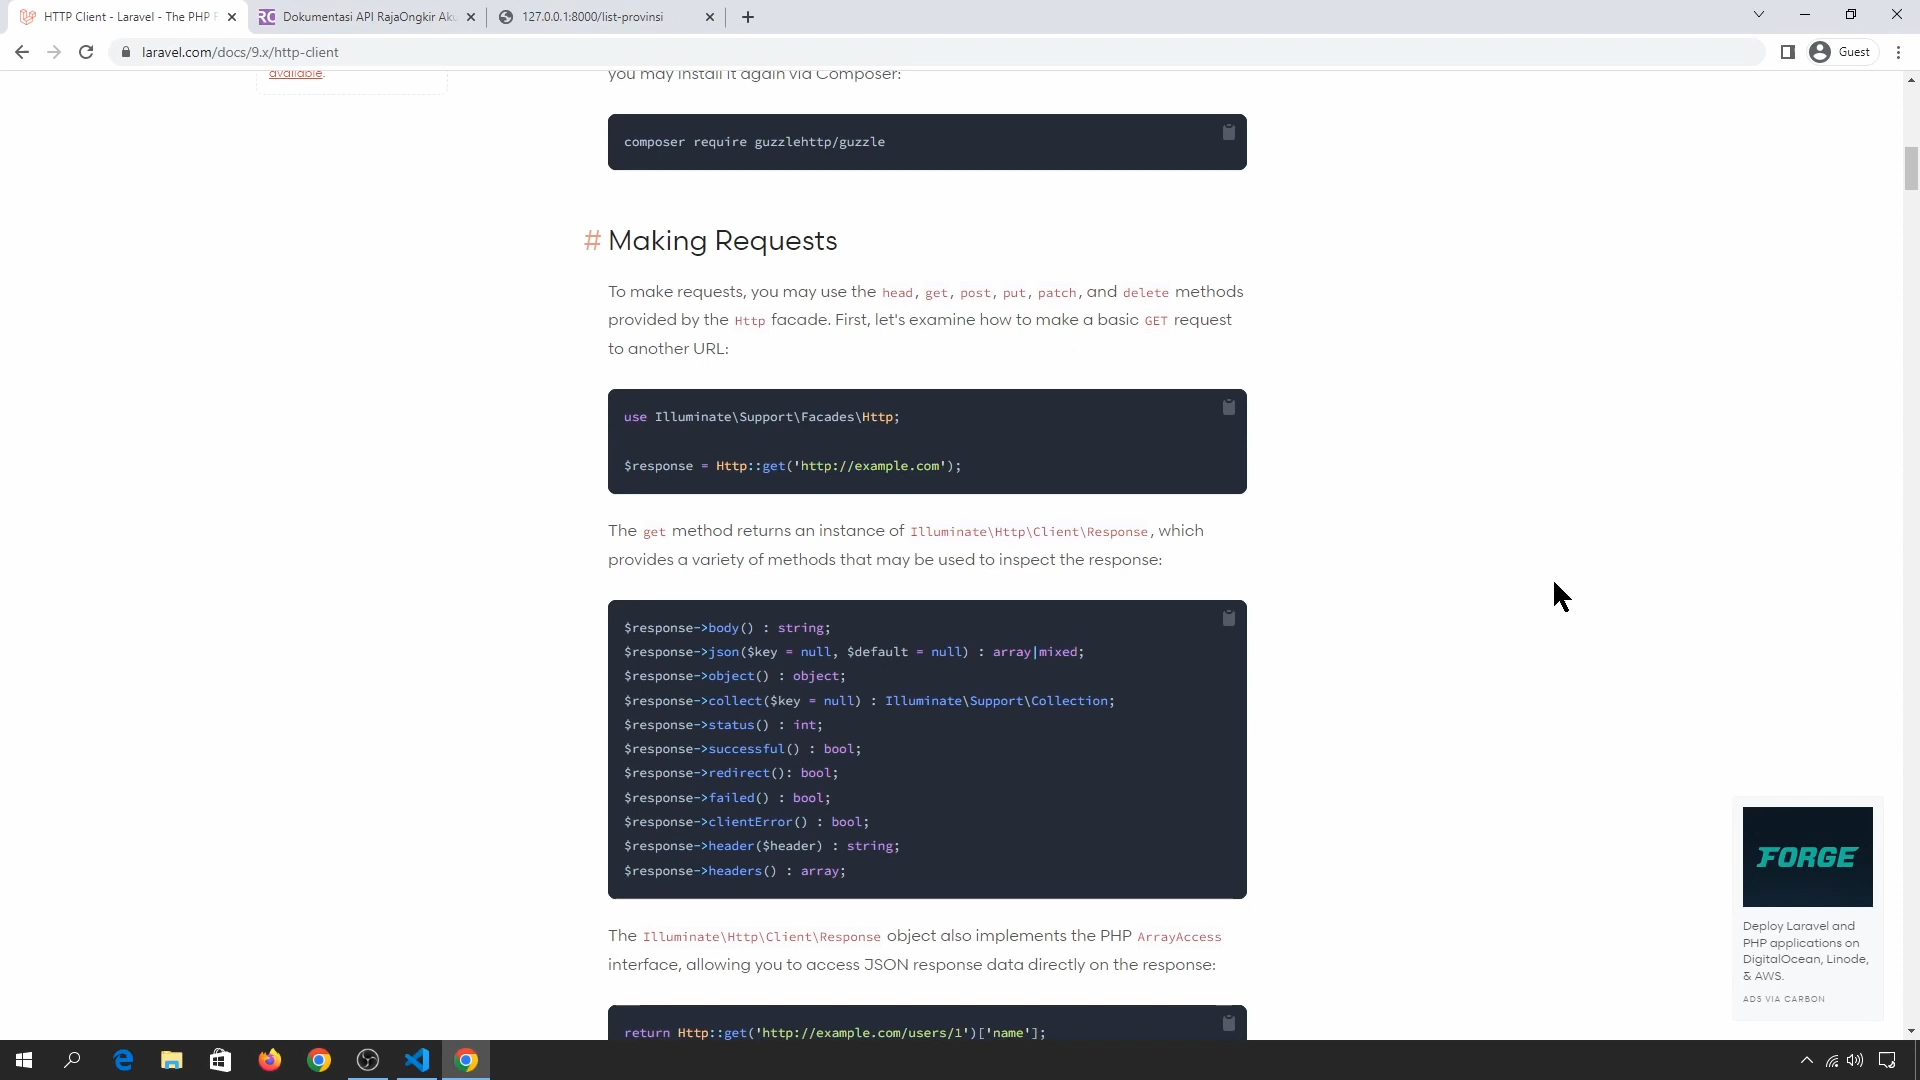 HTTP Client - Laravel - The PHP F
Dokumentasi API RajaOngkir Aku
127.0.0.1:8000/list-provinsi
laravel.com/docs/9.x/http-client
Guest
available.
you may install it again via Composer:
composer require guzzlehttp/guzzle
# Making Requests
To make requests, you may use the head, get, post, put, patch, and delete methods
provided by the Http facade. First, let's examine how to make a basic GET request
to another URL:
use Illuminate\Support\Facades\Http;
$response = Http::get('http://example.com');
The get method returns an instance of Illuminate\Http\Client\Response, which
provides a variety of methods that may be used to inspect the response:
$response->body() : string;
$response->json($key = null, $default = null) : array|mixed;
$response->object() : object;
$response->collect($key = null) : Illuminate\Support\Collection;
$response->status() : int;
$response->successful() : bool;
$response->redirect(): bool;
$response->failed() : bool;
$response->clientError() : bool;
$response->header($header) : string;
$response->headers() : array;
The Illuminate\Http\Client\Response object also implements the PHP ArrayAccess
interface, allowing you to access JSON response data directly on the response:
return Http::get('http://example.com/users/1')['name'];
FORGE
Deploy Laravel and
PHP applications on
DigitalOcean, Linode,
& AWS.
ADS VIA CARBON